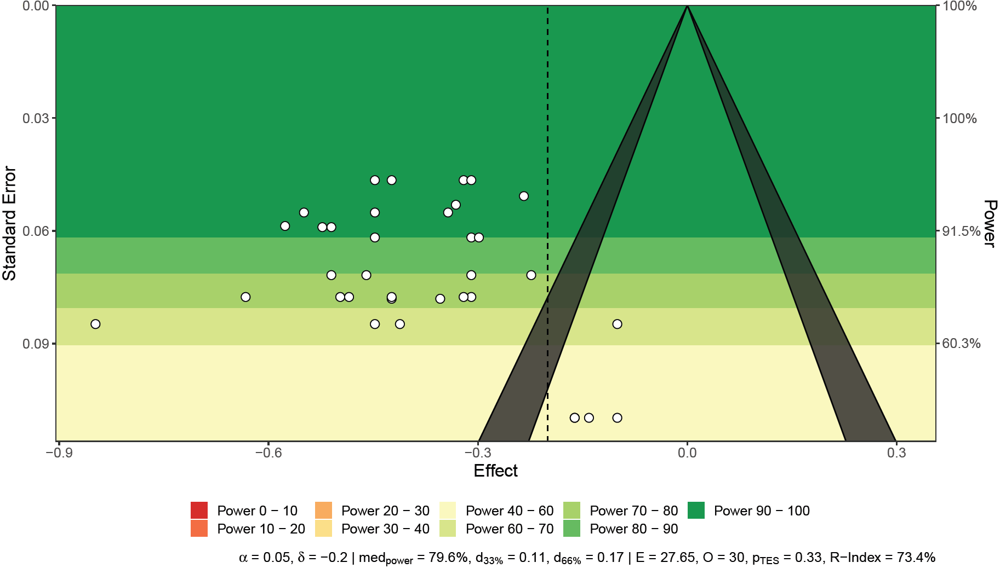 0.00
100%
0.03
100%
0.06
91.5%
0.09
60.3%
Standard Error
Power
−0.9
−0.6
−0.3
0.0
0.3
Effect
Power 0 − 10
Power 20 − 30
Power 40 − 60
Power 70 − 80
Power 90 − 100
Power 10 − 20
Power 30 − 40
Power 60 − 70
Power 80 − 90
α = 0.05, δ = −0.2 | medpower = 79.6%, d33% = 0.11, d66% = 0.17 | E = 27.65, O = 30, pTES = 0.33, R−Index = 73.4%